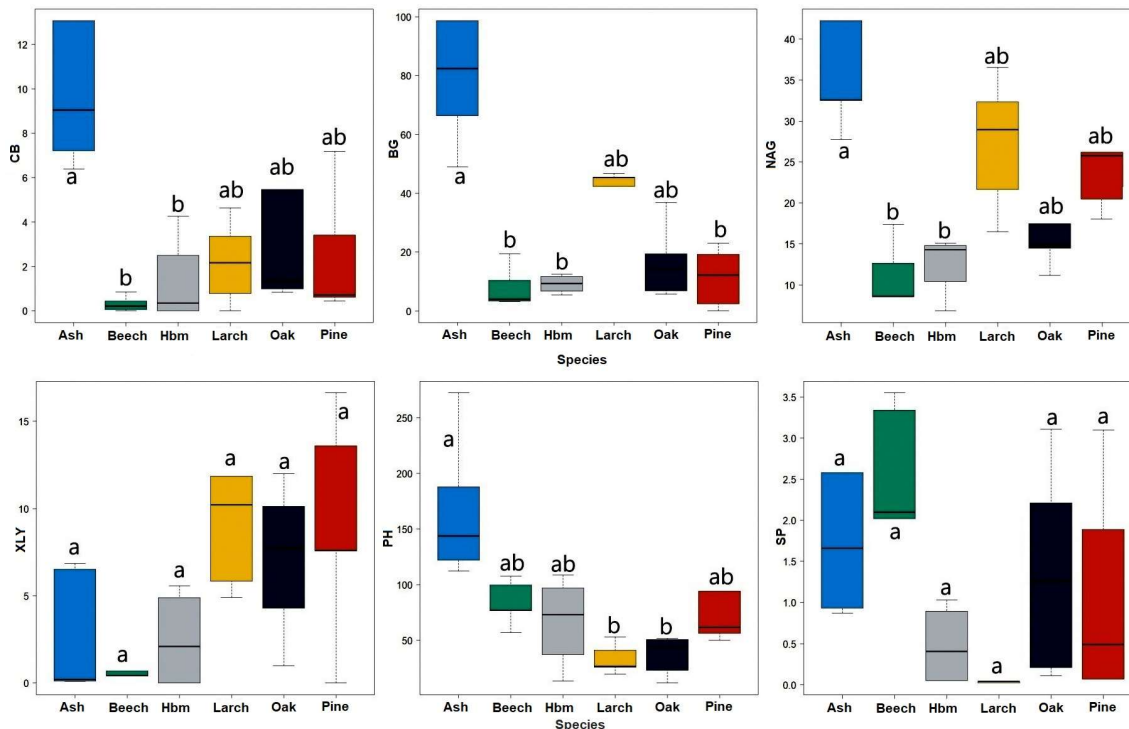 CB
12
10
8
6
4
2
0
a
b
b
ab
ab
ab
Ash Beech Hbm Larch Oak Pine
BG
100
80
60
40
20
0
a
b
b
ab
ab
b
Ash Beech Hbm Larch Oak Pine
Species
NAG
40
35
30
25
20
15
10
a
b
b
ab
ab
ab
Ash Beech Hbm Larch Oak Pine
XLY
15
10
5
0
a
a
a
a
a
a
Ash Beech Hbm Larch Oak Pine
PH
250
200
150
100
50
a
ab
ab
b
b
ab
Ash Beech Hbm Larch Oak Pine
Species
SP
3.5
3.0
2.5
2.0
1.5
1.0
0.5
0.0
a
a
a
a
a
a
Ash Beech Hbm Larch Oak Pine